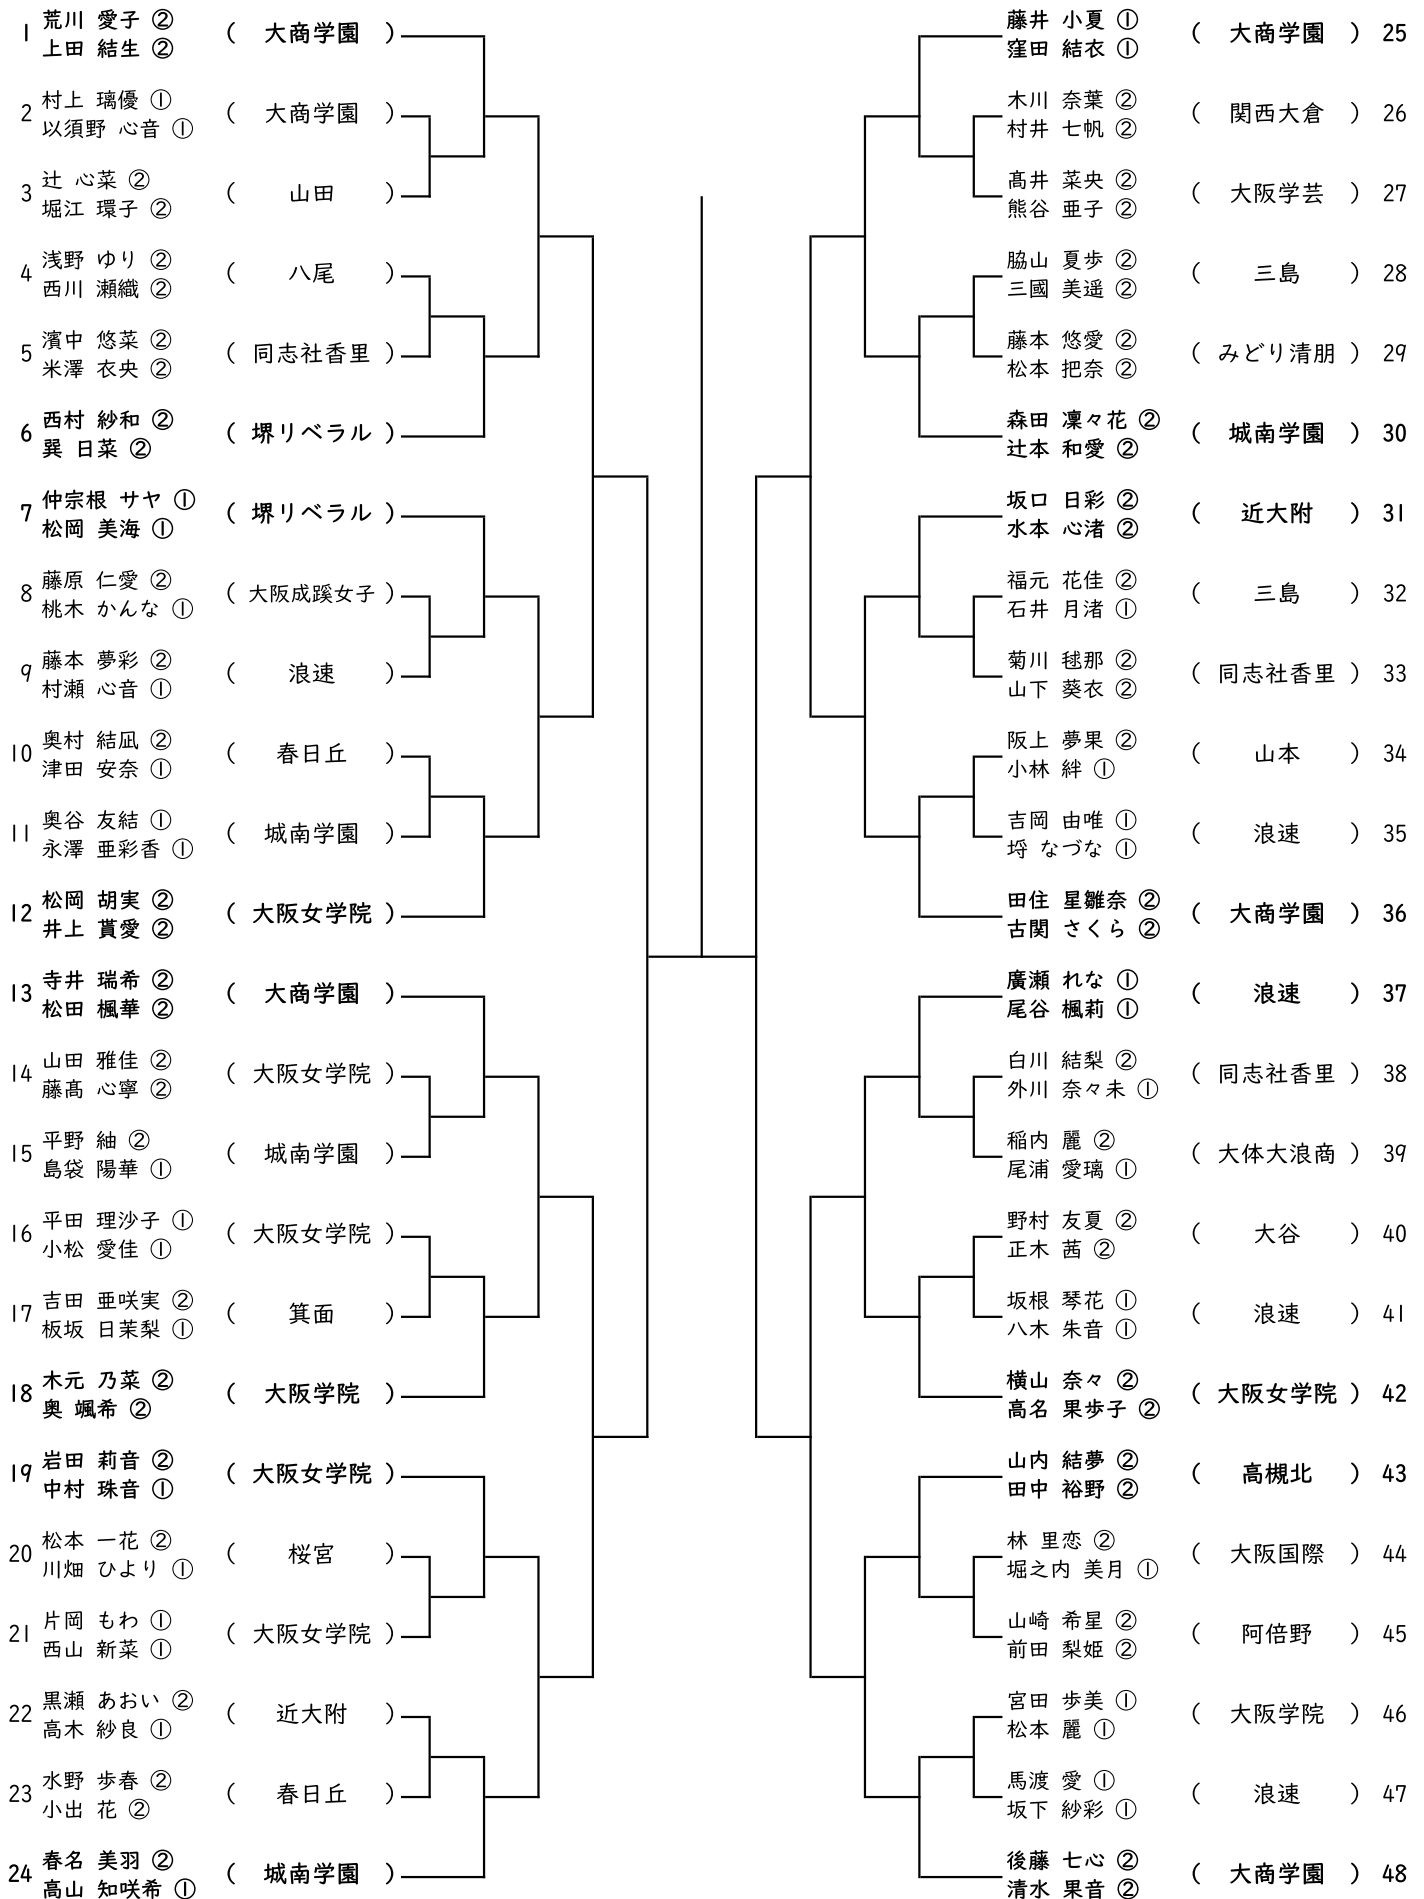 1 荒川 愛子 ② ( 大商学園 )
上田 結生 ②
2 村上 璃優 ① ( 大商学園 )
以須野 心音 ①
3 辻 心菜 ② ( 山田 )
堀江 環子 ②
4 浅野 ゆり ② ( 八尾 )
西川 瀬織 ②
5 濱中 悠菜 ② ( 同志社香里 )
米澤 衣央 ②
6 西村 紗和 ② ( 堺リベラル )
巽 日菜 ②
7 仲宗根 サヤ ① ( 堺リベラル )
松岡 美海 ①
8 藤原 仁愛 ② ( 大阪成蹊女子 )
桃木 かんな ①
9 藤本 夢彩 ② ( 浪速 )
村瀬 心音 ①
10 奥村 結凪 ② ( 春日丘 )
津田 安奈 ①
11 奥谷 友結 ① ( 城南学園 )
永澤 亜彩香 ①
12 松岡 胡実 ② ( 大阪女学院 )
井上 貰愛 ②
13 寺井 瑞希 ② ( 大商学園 )
松田 楓華 ②
14 山田 雅佳 ② ( 大阪女学院 )
藤髙 心寧 ②
15 平野 紬 ② ( 城南学園 )
島袋 陽華 ①
16 平田 理沙子 ① ( 大阪女学院 )
小松 愛佳 ①
17 吉田 亜咲実 ② ( 箕面 )
板坂 日茉梨 ①
18 木元 乃菜 ② ( 大阪学院 )
奥 颯希 ②
19 岩田 莉音 ② ( 大阪女学院 )
中村 珠音 ①
20 松本 一花 ② ( 桜宮 )
川畑 ひより ①
21 片岡 もわ ① ( 大阪女学院 )
西山 新菜 ①
22 黒瀬 あおい ② ( 近大附 )
高木 紗良 ①
23 水野 歩春 ② ( 春日丘 )
小出 花 ②
24 春名 美羽 ② ( 城南学園 )
高山 知咲希 ①
藤井 小夏 ① ( 大商学園 ) 25
窪田 結衣 ①
木川 奈葉 ② ( 関西大倉 ) 26
村井 七帆 ②
髙井 菜央 ② ( 大阪学芸 ) 27
熊谷 亜子 ②
脇山 夏歩 ② ( 三島 ) 28
三國 美遥 ②
藤本 悠愛 ② ( みどり清朋 ) 29
松本 把奈 ②
森田 凜々花 ② ( 城南学園 ) 30
辻本 和愛 ②
坂口 日彩 ② ( 近大附 ) 31
水本 心渚 ②
福元 花佳 ② ( 三島 ) 32
石井 月渚 ①
菊川 毬那 ② ( 同志社香里 ) 33
山下 葵衣 ②
阪上 夢果 ② ( 山本 ) 34
小林 絆 ①
吉岡 由唯 ① ( 浪速 ) 35
埒 なづな ①
田住 星雛奈 ② ( 大商学園 ) 36
古関 さくら ②
廣瀬 れな ① ( 浪速 ) 37
尾谷 楓莉 ①
白川 結梨 ② ( 同志社香里 ) 38
外川 奈々未 ①
稲内 麗 ② ( 大体大浪商 ) 39
尾浦 愛璃 ①
野村 友夏 ② ( 大谷 ) 40
正木 茜 ②
坂根 琴花 ① ( 浪速 ) 41
八木 朱音 ①
横山 奈々 ② ( 大阪女学院 ) 42
高名 果歩子 ②
山内 結夢 ② ( 高槻北 ) 43
田中 裕野 ②
林 里恋 ② ( 大阪国際 ) 44
堀之内 美月 ①
山崎 希星 ② ( 阿倍野 ) 45
前田 梨姫 ②
宮田 歩美 ① ( 大阪学院 ) 46
松本 麗 ①
馬渡 愛 ① ( 浪速 ) 47
坂下 紗彩 ①
後藤 七心 ② ( 大商学園 ) 48
清水 果音 ②